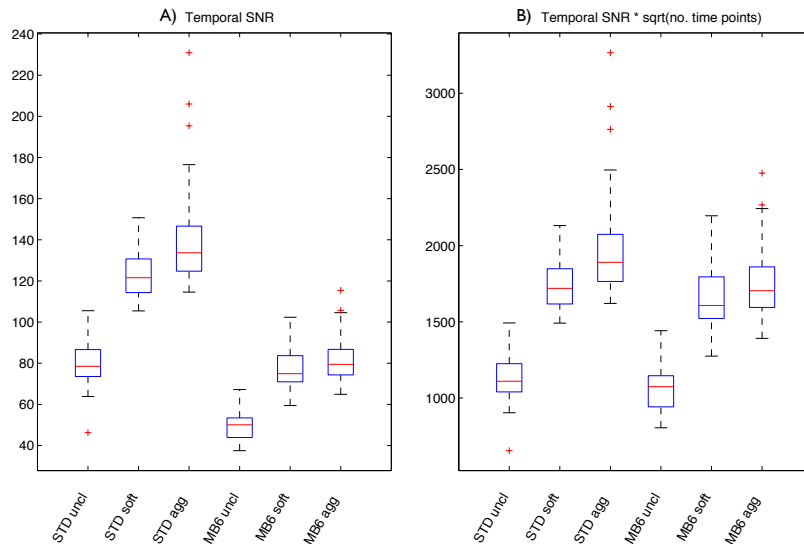 A) Temporal SNR
240
220
200
180
160
140
120
100
80
60
40
STD uncl
STD soft
STD agg
MB6 uncl
MB6 soft
MB6 agg
B) Temporal SNR * sqrt(no. time points)
3000
2500
2000
1500
1000
STD uncl
STD soft
STD agg
MB6 uncl
MB6 soft
MB6 agg